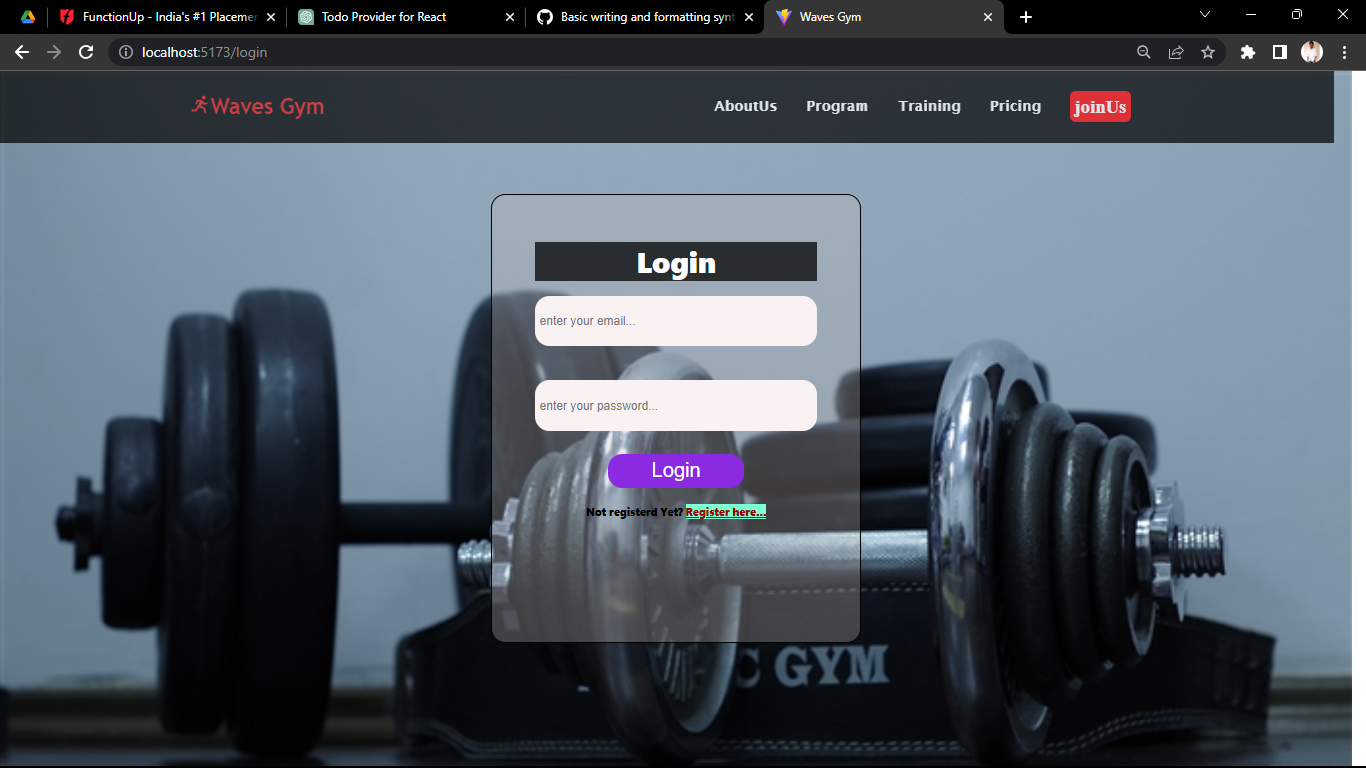 FunctionUp - India's #1 Placemer
Todo Provider for React
Basic writing and formatting synt
Waves Gym
localhost:5173/login
Waves Gym
AboutUs
Program
Training
Pricing
joinUs
Login
enter your email...
enter your password...
Login
Not registerd Yet? Register here...
C GYM